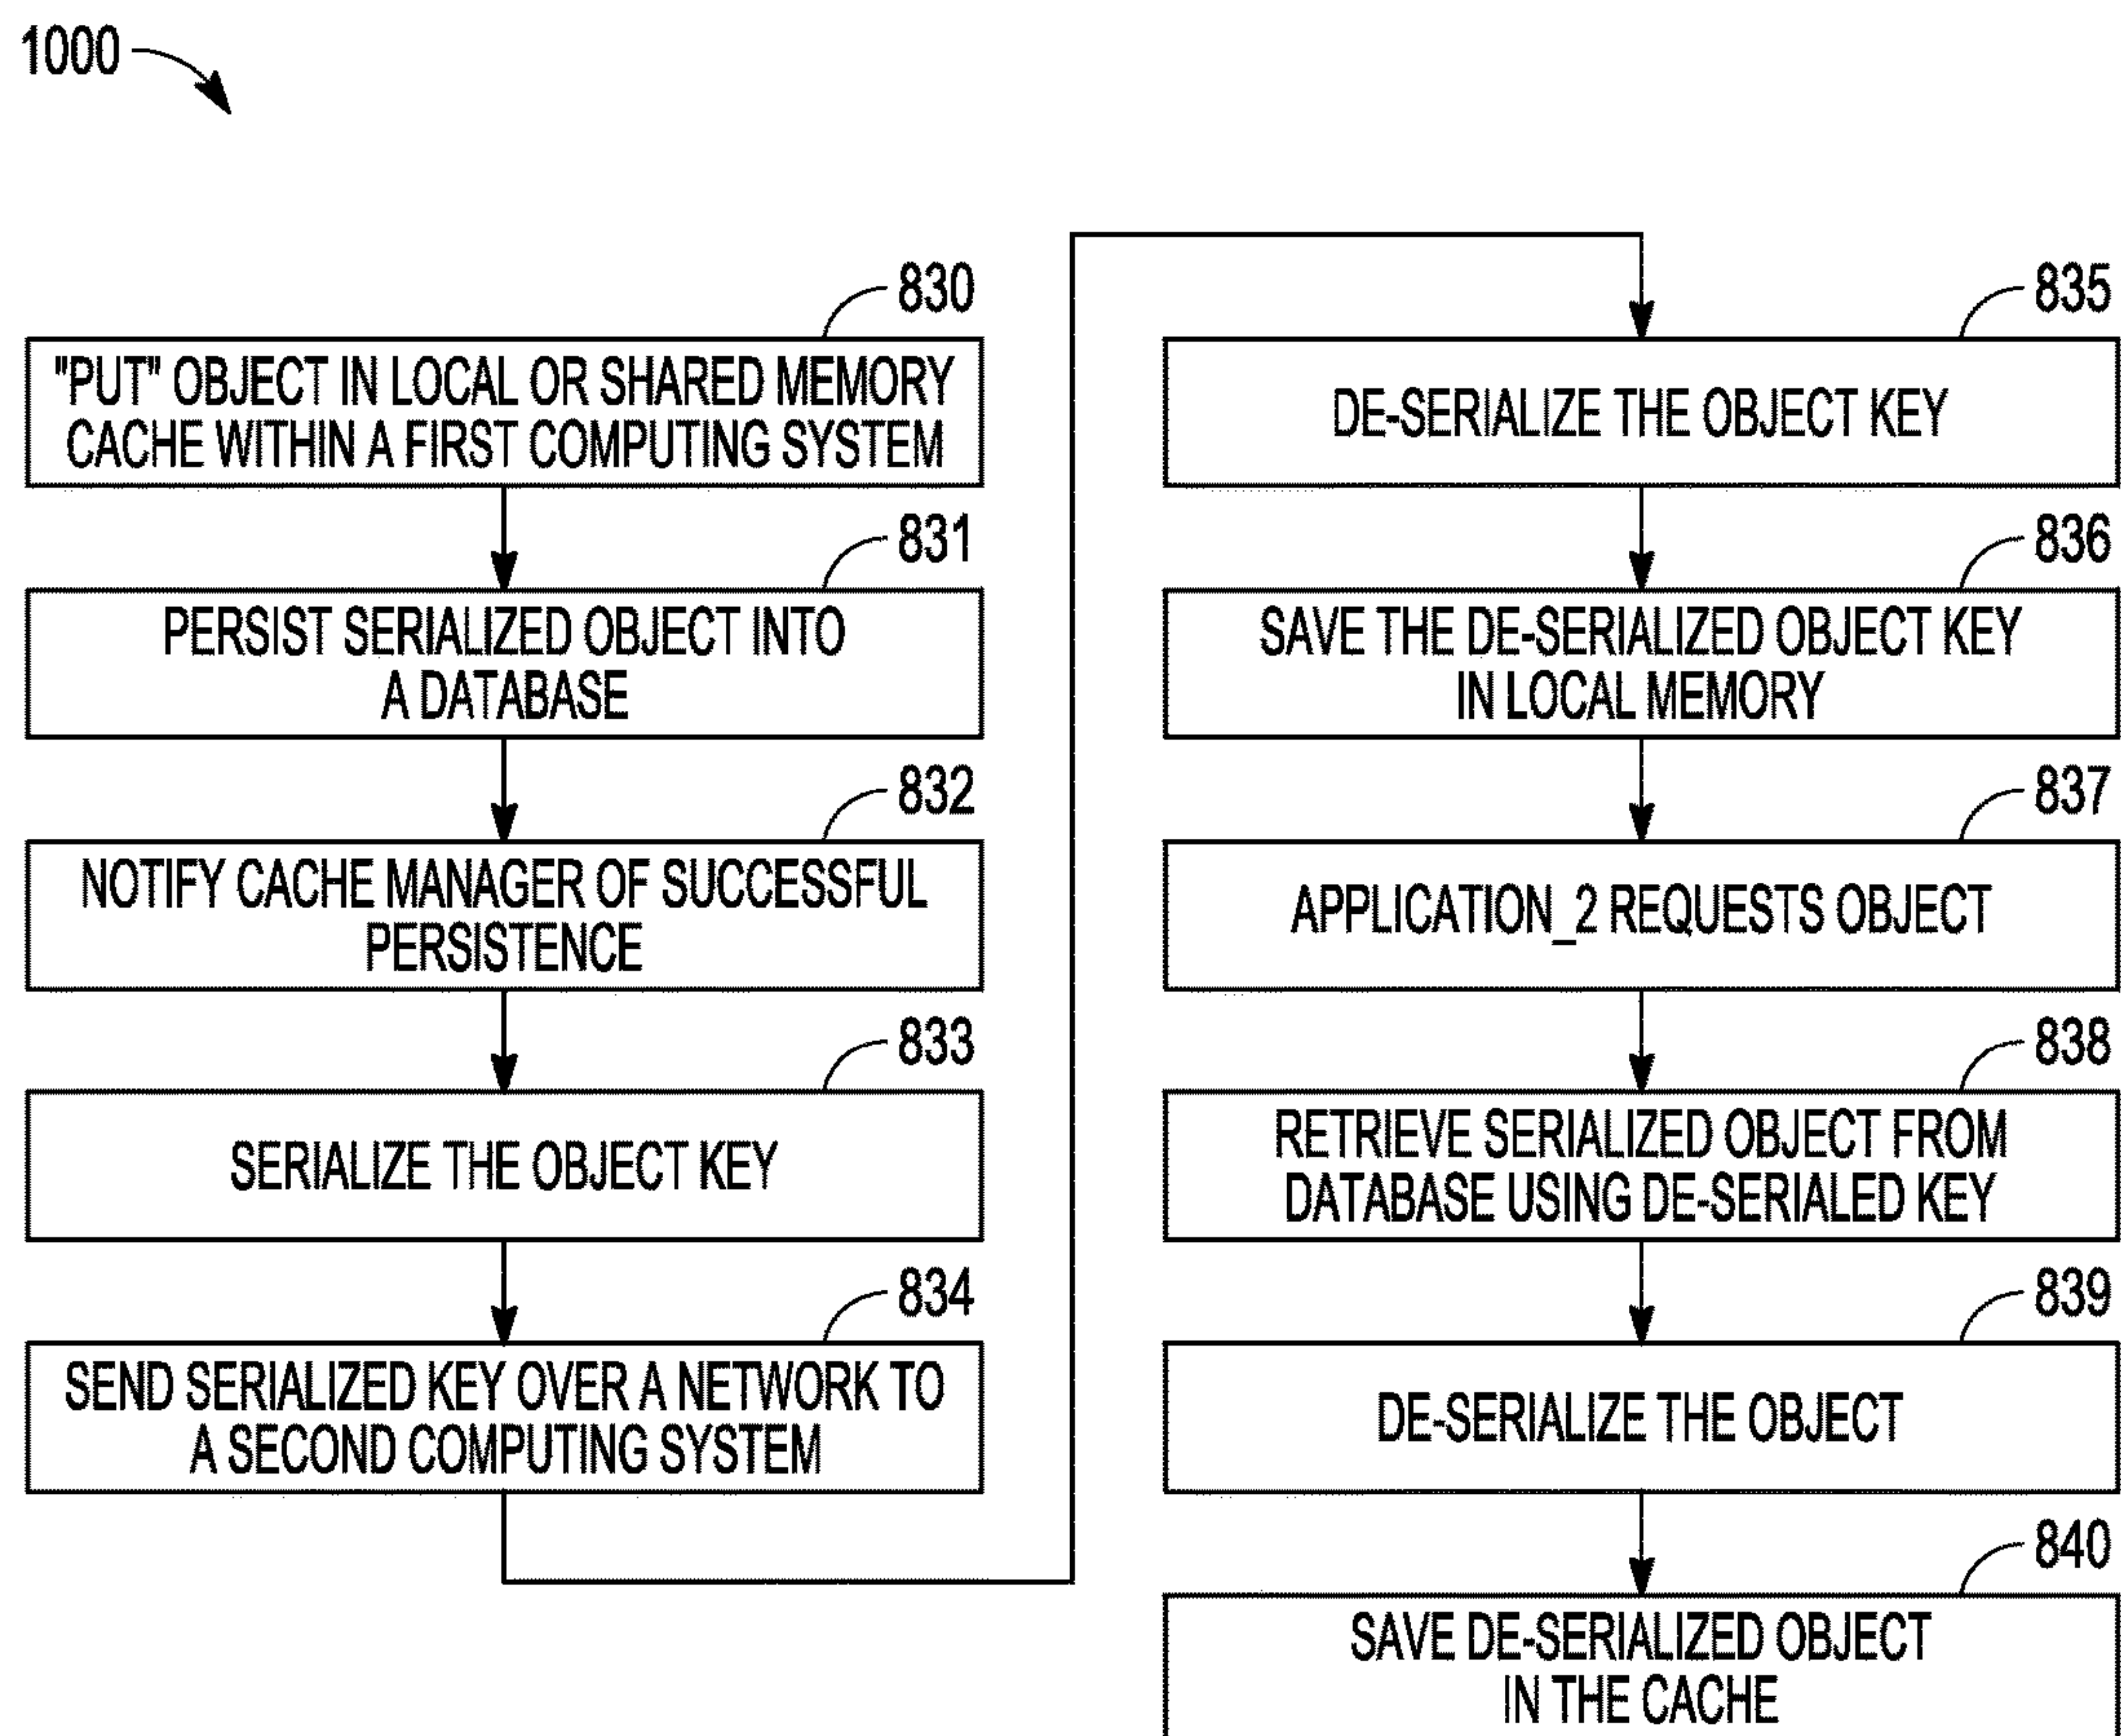 1000
830
"PUT" OBJECT IN LOCAL OR SHARED MEMORY
CACHE WITHIN A FIRST COMPUTING SYSTEM
831
PERSIST SERIALIZED OBJECT INTO
A DATABASE
832
NOTIFY CACHE MANAGER OF SUCCESSFUL
PERSISTENCE
833
SERIALIZE THE OBJECT KEY
834
SEND SERIALIZED KEY OVER A NETWORK TO
A SECOND COMPUTING SYSTEM
835
DE-SERIALIZE THE OBJECT KEY
836
SAVE THE DE-SERIALIZED OBJECT KEY
IN LOCAL MEMORY
837
APPLICATION_2 REQUESTS OBJECT
838
RETRIEVE SERIALIZED OBJECT FROM
DATABASE USING DE-SERIALED KEY
839
DE-SERIALIZE THE OBJECT
840
SAVE DE-SERIALIZED OBJECT
IN THE CACHE